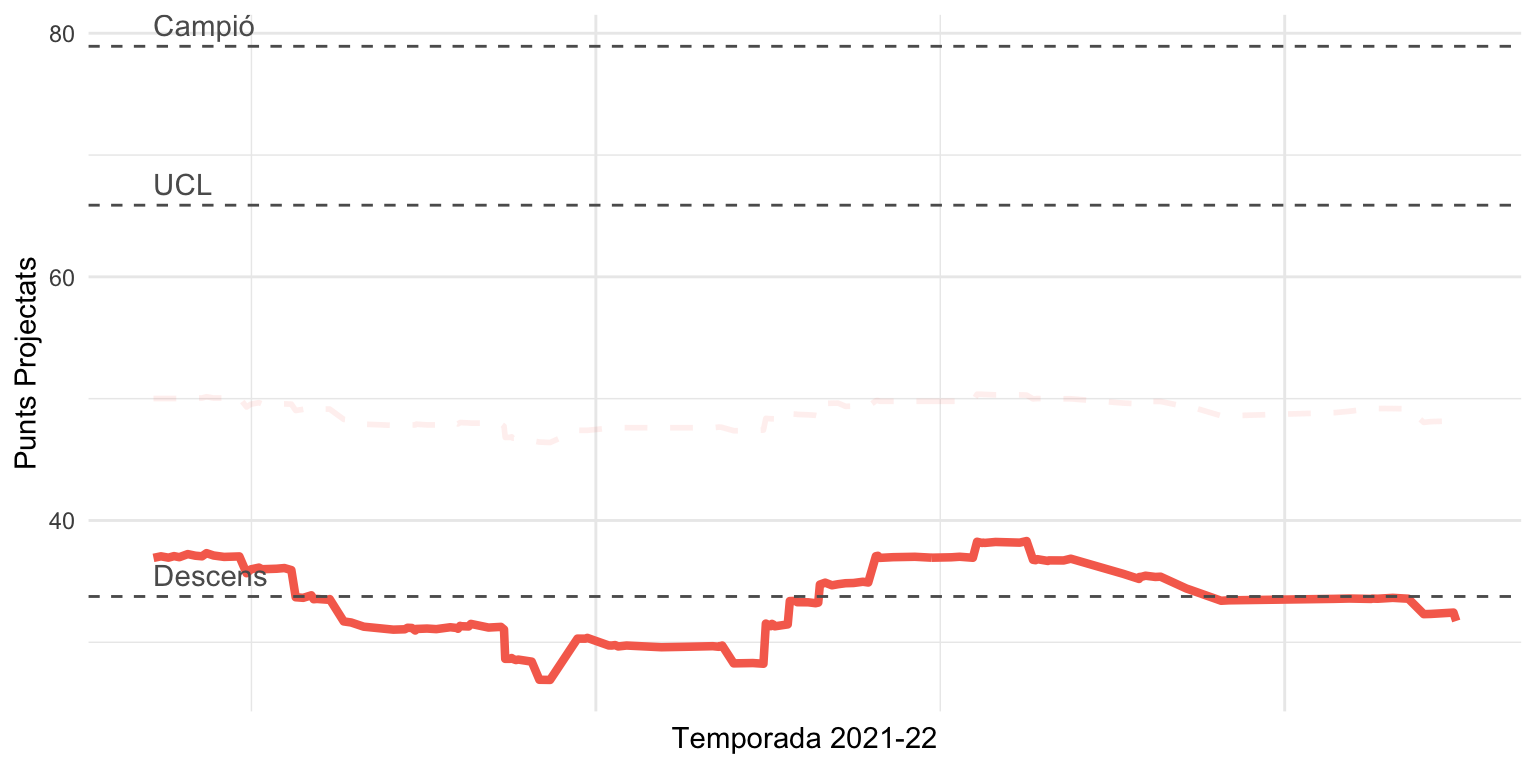 Campió
80
UCL
60
Punts Projectats
40
Descens
Temporada 2021-22